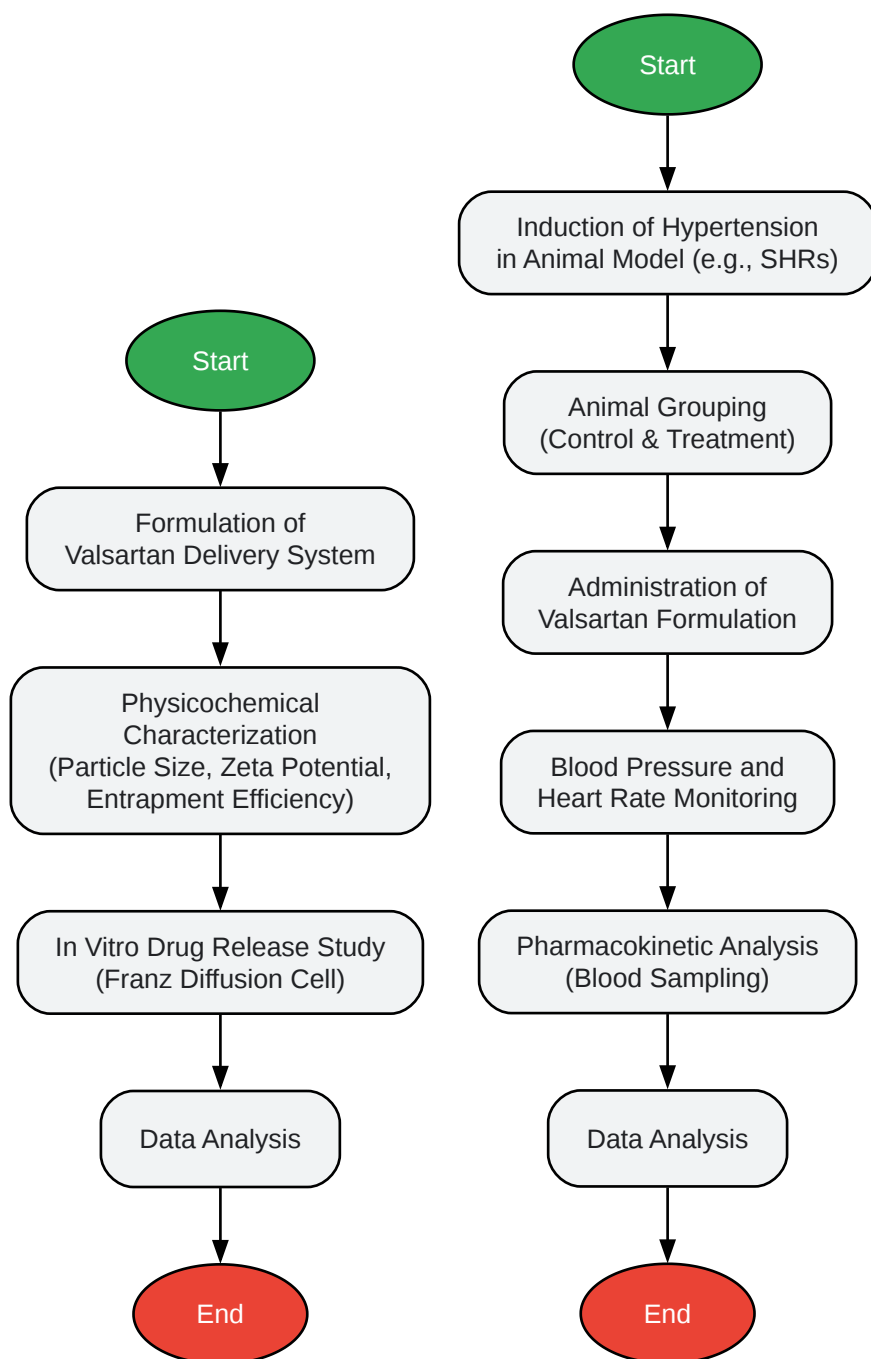 Start
Formulation of
Valsartan Delivery System
Physicochemical
Characterization
(Particle Size, Zeta Potential,
Entrapment Efficiency)
In Vitro Drug Release Study
(Franz Diffusion Cell)
Data Analysis
End
Start
Induction of Hypertension
in Animal Model (e.g., SHRs)
Animal Grouping
(Control & Treatment)
Administration of
Valsartan Formulation
Blood Pressure and
Heart Rate Monitoring
Pharmacokinetic Analysis
(Blood Sampling)
Data Analysis
End